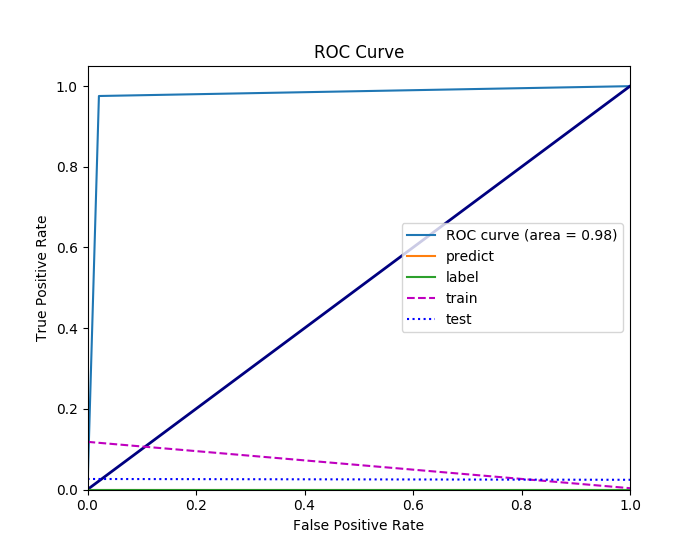 ROC Curve
1.0
0.8
0.6
0.4
0.2
0.0
True Positive Rate
ROC curve (area = 0.98)
predict
label
train
test
0.0 0.2 0.4 0.6 0.8 1.0
False Positive Rate